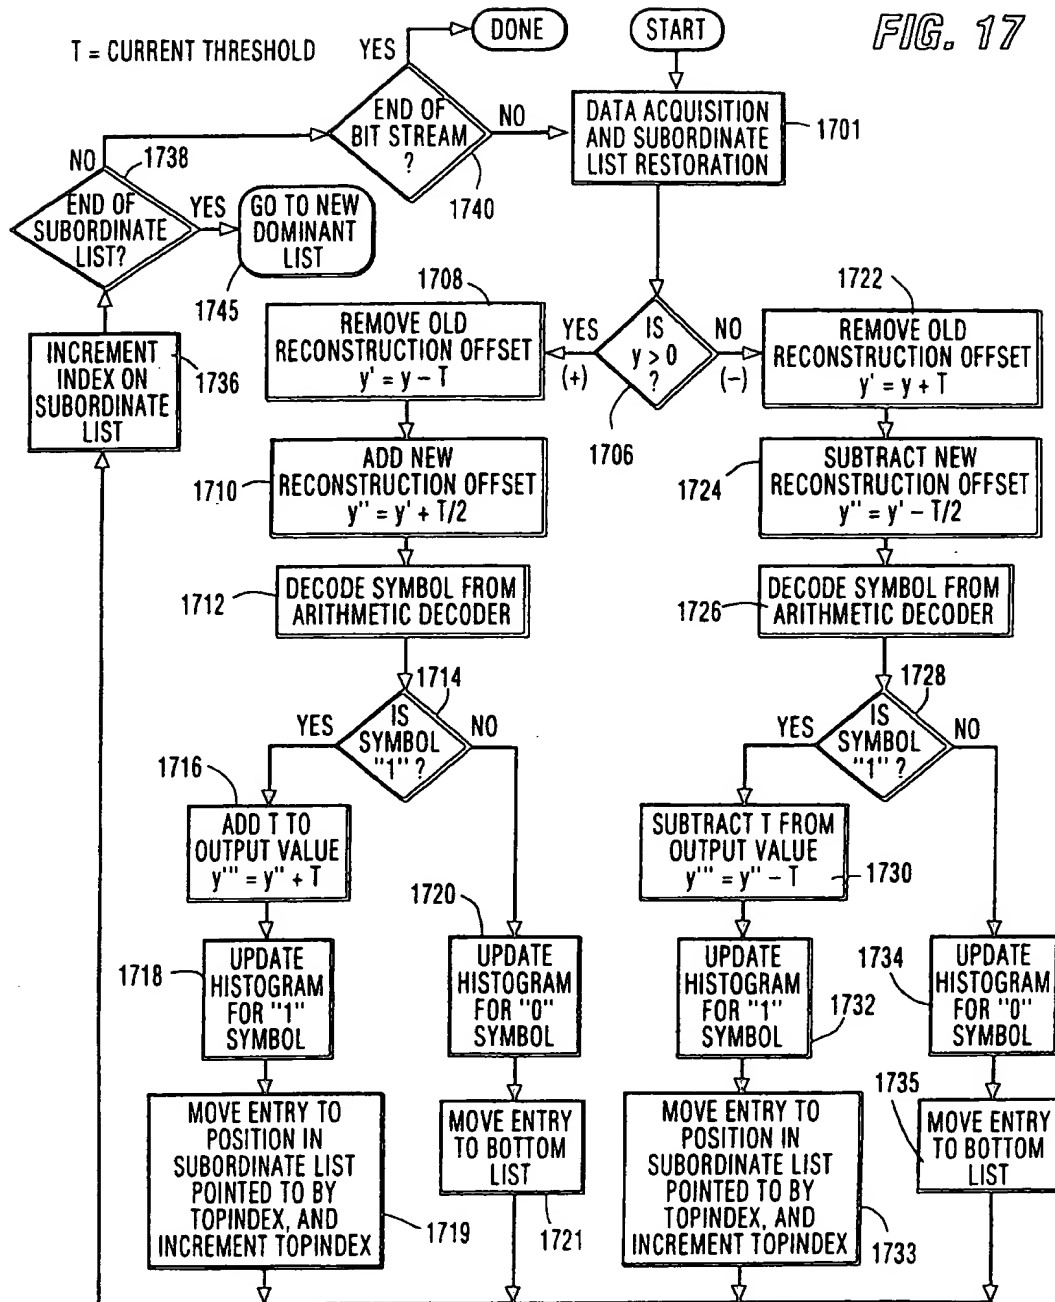 FIG. 17
T = CURRENT THRESHOLD
YES
DONE
START
END OF
BIT STREAM
?
NO
1740
DATA ACQUISITION
AND SUBORDINATE
LIST RESTORATION
1701
NO
1738
END OF
SUBORDINATE
LIST?
YES
GO TO NEW
DOMINANT
LIST
1745
INCREMENT
INDEX ON
SUBORDINATE
LIST
1736
IS
y > 0
?
1706
YES
(+)
NO
(-)
1708
REMOVE OLD
RECONSTRUCTION OFFSET
y' = y - T
1722
REMOVE OLD
RECONSTRUCTION OFFSET
y' = y + T
1710
ADD NEW
RECONSTRUCTION OFFSET
y'' = y' + T/2
1724
SUBTRACT NEW
RECONSTRUCTION OFFSET
y'' = y' - T/2
1712
DECODE SYMBOL FROM
ARITHMETIC DECODER
1726
DECODE SYMBOL FROM
ARITHMETIC DECODER
1714
IS
SYMBOL
"1" ?
YES
NO
1728
IS
SYMBOL
"1" ?
YES
NO
1716
ADD T TO
OUTPUT VALUE
y''' = y'' + T
SUBTRACT T FROM
OUTPUT VALUE
y''' = y'' - T
1730
1718
UPDATE
HISTOGRAM
FOR "1"
SYMBOL
1720
UPDATE
HISTOGRAM
FOR "0"
SYMBOL
UPDATE
HISTOGRAM
FOR "1"
SYMBOL
1732
1734
UPDATE
HISTOGRAM
FOR "0"
SYMBOL
MOVE ENTRY TO
POSITION IN
SUBORDINATE LIST
POINTED TO BY
TOPINDEX, AND
INCREMENT TOPINDEX
1719
MOVE ENTRY
TO BOTTOM
LIST
1721
MOVE ENTRY TO
POSITION IN
SUBORDINATE LIST
POINTED TO BY
TOPINDEX, AND
INCREMENT TOPINDEX
1733
1735
MOVE ENTRY
TO BOTTOM
LIST